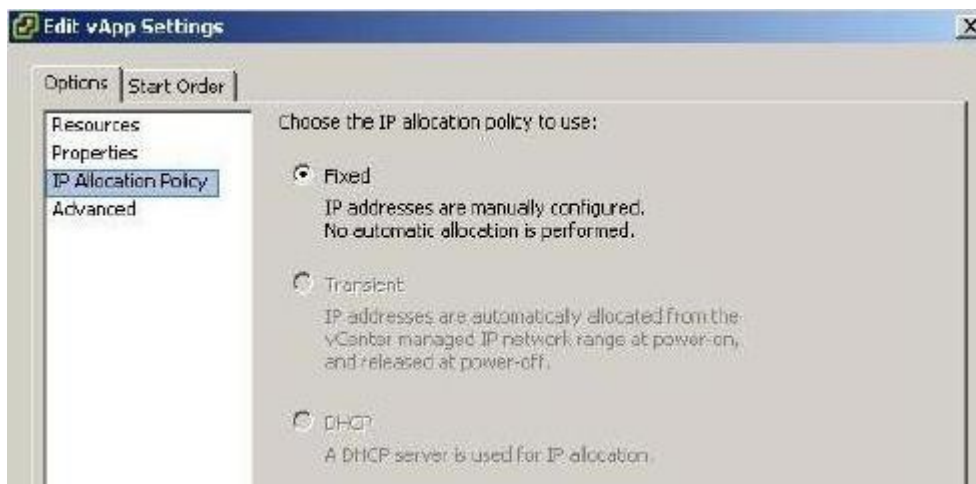 Edit vApp Settings
Options
Start Order
Resources
Properties
IP Allocation Policy
Advanced
Choose the IP allocation policy to use:
Fixed
IP addresses are manually configured.
No automatic allocation is performed.
Transient
IP addresses are automatically allocated from the
vCenter managed IP network range at power-on,
and released at power-off.
DHCP
A DHCP server is used for IP allocation.